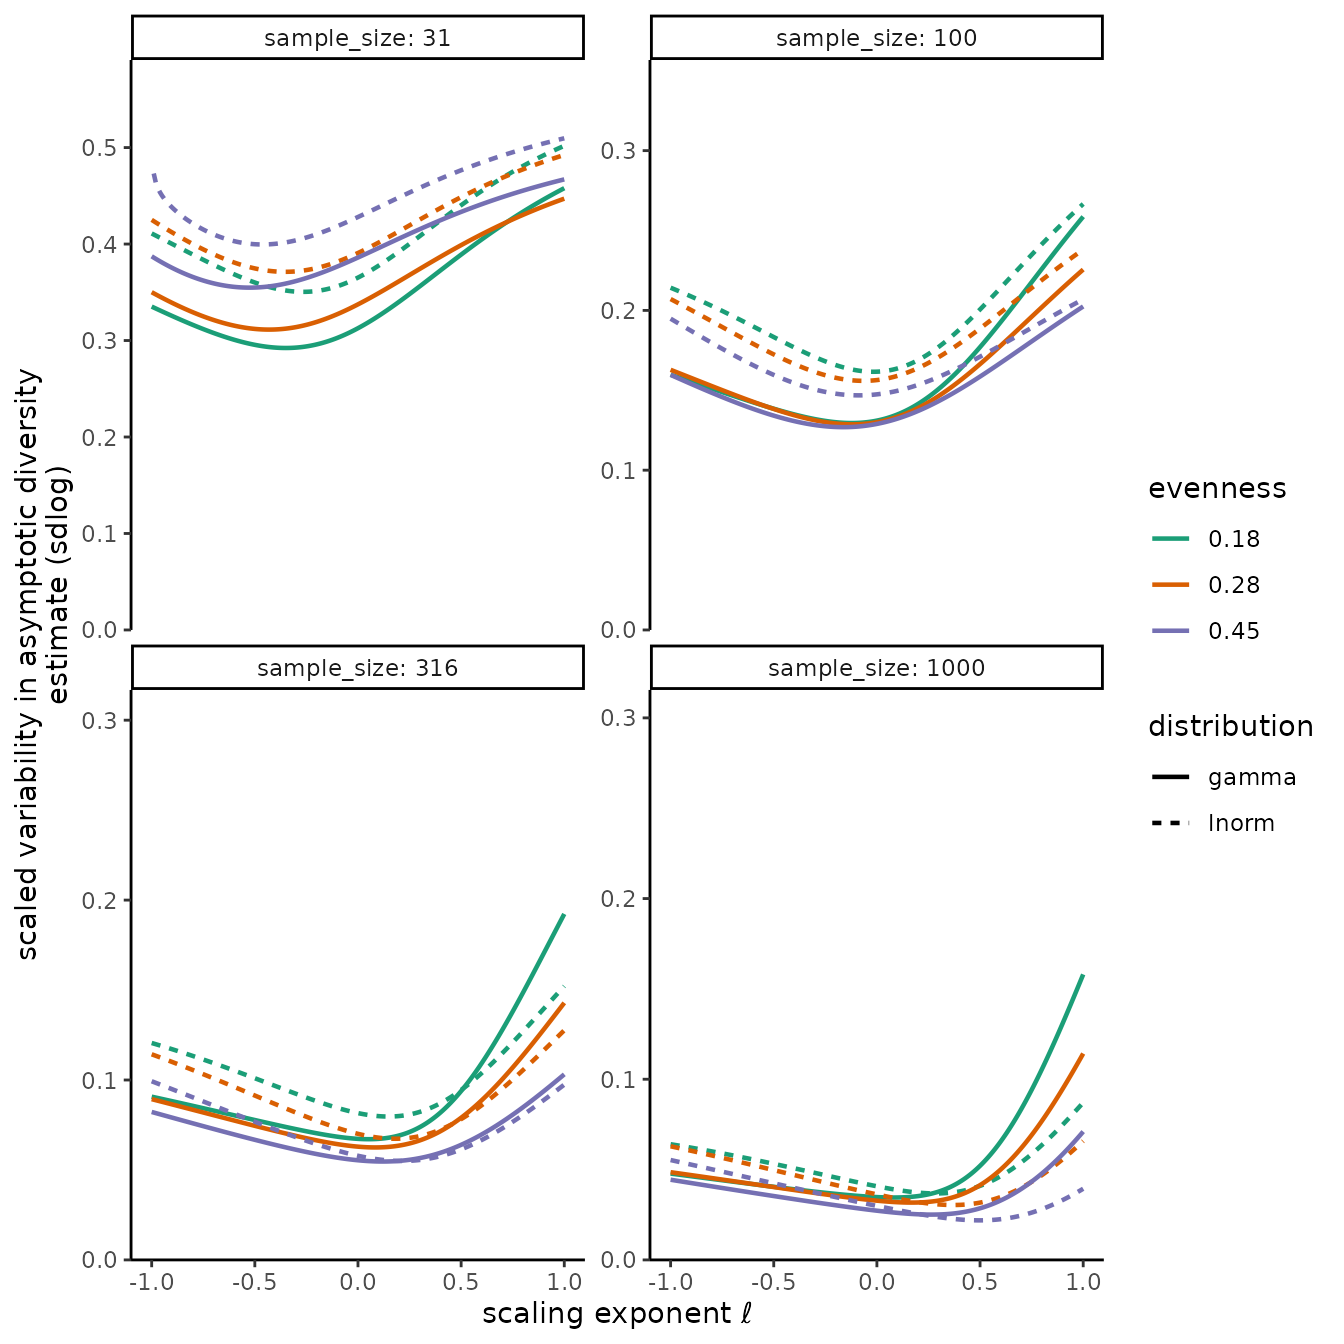 sample_size: 31
sample_size: 100
0.5
0.4
0.3
0.2
0.1
0.0
0.3
0.2
0.1
0.0
scaled variability in asymptotic diversity
estimate (sdlog)
sample_size: 316
sample_size: 1000
0.3
0.2
0.1
0.0
0.3
0.2
0.1
0.0
-1.0 -0.5 0.0 0.5 1.0
-1.0 -0.5 0.0 0.5 1.0
scaling exponent ℓ
evenness
0.18
0.28
0.45
distribution
gamma
lnorm